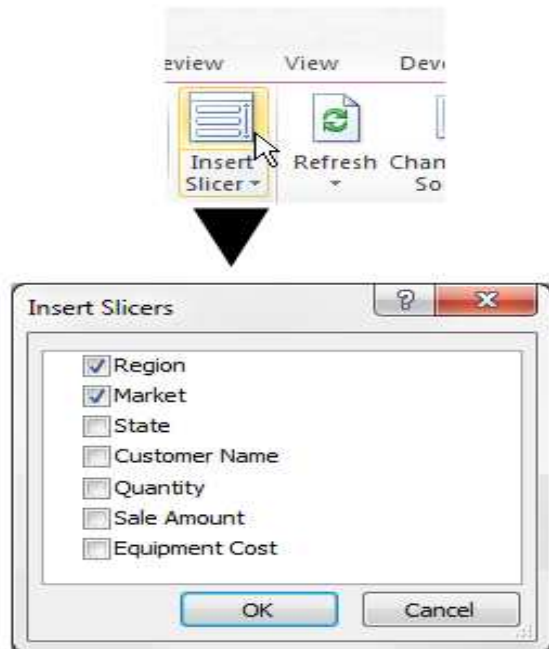 eview View Dev
Insert Refresh Chan
Slicer So
Insert Slicers
Region
Market
State
Customer Name
Quantity
Sale Amount
Equipment Cost
OK Cancel